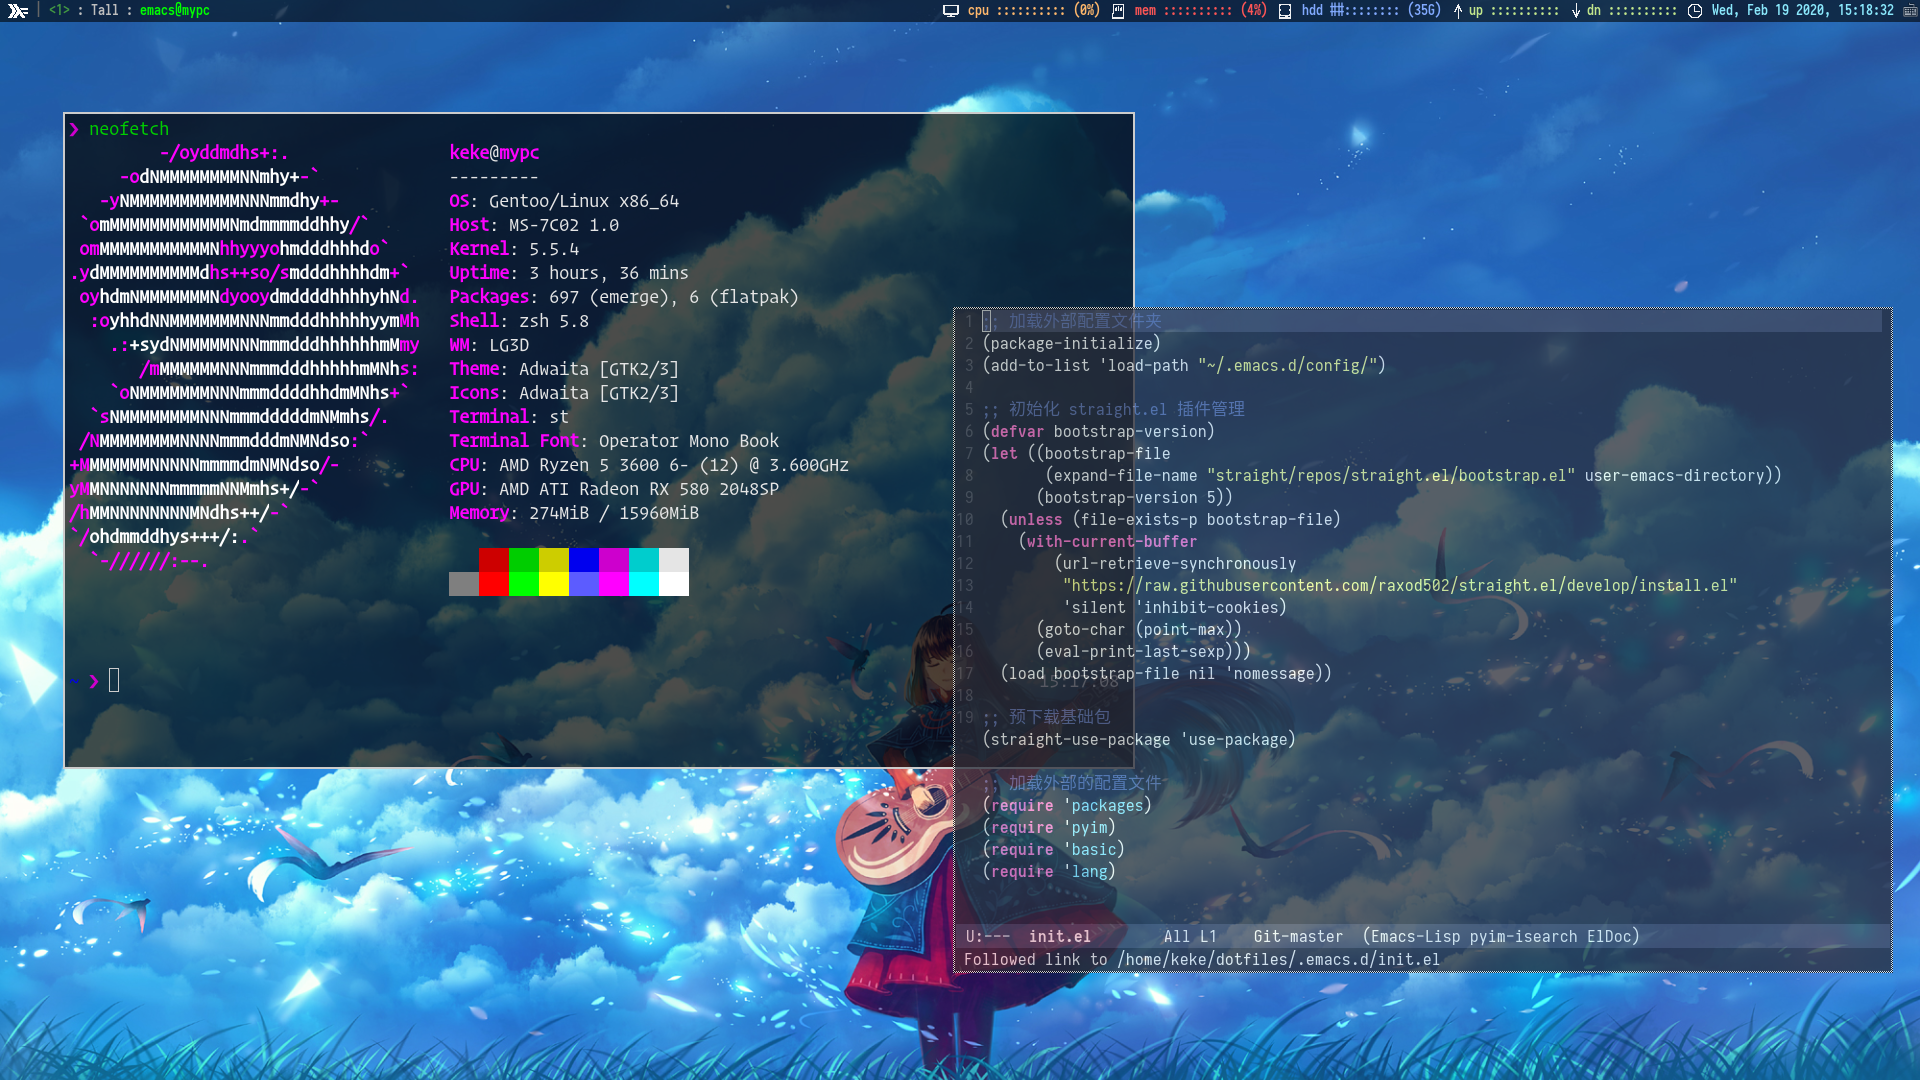 <1> : Tall : emacs@mypc
cpu :::::::::: (0%) mem :::::::::: (4%) hdd ##:::::::: (35G) up :::::::::: dn :::::::::: Wed, Feb 19 2020, 15:18:32
❯ neofetch
-/oyddmdhs+:.
-odNMMMMMMMMNNmhy+-`
-yNMMMMMMMMMMMNNNmmdhy+-
`omMMMMMMMMMMMMNmdmmmmddhhy/`
omMMMMMMMMMMMNhhyyyohmdddhhhdo`
.ydMMMMMMMMMMdhs++so/smdddhhhhdm+`
oyhdmNMMMMMMMNdyooydmddddhhhhyhNd.
:oyhhdNNMMMMMMMNNNmmdddhhhhhyymMh
.:+sydNMMMMMNNNmmmdddhhhhhhmMmy
/mMMMMMMNNNmmmdddhhhhhmMNhs:
`oNMMMMMMMNNNmmmddddhhdmMNhs+`
`sNMMMMMMMMNNNmmmdddddmNMmhs/.
/NMMMMMMMMNNNNmmmdddmNMNdso:`
+MMMMMMMNNNNNmmmmdmNMNdso/-
yMMNNNNNNNmmmmmNNMmhs+/-`
/hMMNNNNNNNNMNdhs++/-`
`/ohdmmddhys+++/:.`
`-//////:--.
keke@mypc
---------
OS: Gentoo/Linux x86_64
Host: MS-7C02 1.0
Kernel: 5.5.4
Uptime: 3 hours, 36 mins
Packages: 697 (emerge), 6 (flatpak)
Shell: zsh 5.8
WM: LG3D
Theme: Adwaita [GTK2/3]
Icons: Adwaita [GTK2/3]
Terminal: st
Terminal Font: Operator Mono Book
CPU: AMD Ryzen 5 3600 6- (12) @ 3.600GHz
GPU: AMD ATI Radeon RX 580 2048SP
Memory: 274MiB / 15960MiB
~ ❯
15:17:08
1 ;; 加载外部配置文件夹
2 (package-initialize)
3 (add-to-list 'load-path "~/.emacs.d/config/")
4
5 ;; 初始化 straight.el 插件管理
6 (defvar bootstrap-version)
7 (let ((bootstrap-file
8 (expand-file-name "straight/repos/straight.el/bootstrap.el" user-emacs-directory))
9 (bootstrap-version 5))
10 (unless (file-exists-p bootstrap-file)
11 (with-current-buffer
12 (url-retrieve-synchronously
13 "https://raw.githubusercontent.com/raxod502/straight.el/develop/install.el"
14 'silent 'inhibit-cookies)
15 (goto-char (point-max))
16 (eval-print-last-sexp)))
17 (load bootstrap-file nil 'nomessage))
18
19 ;; 预下载基础包
(straight-use-package 'use-package)
;; 加载外部的配置文件
(require 'packages)
(require 'pyim)
(require 'basic)
(require 'lang)
U:--- init.el All L1 Git-master (Emacs-Lisp pyim-isearch ElDoc)
Followed link to /home/keke/dotfiles/.emacs.d/init.el